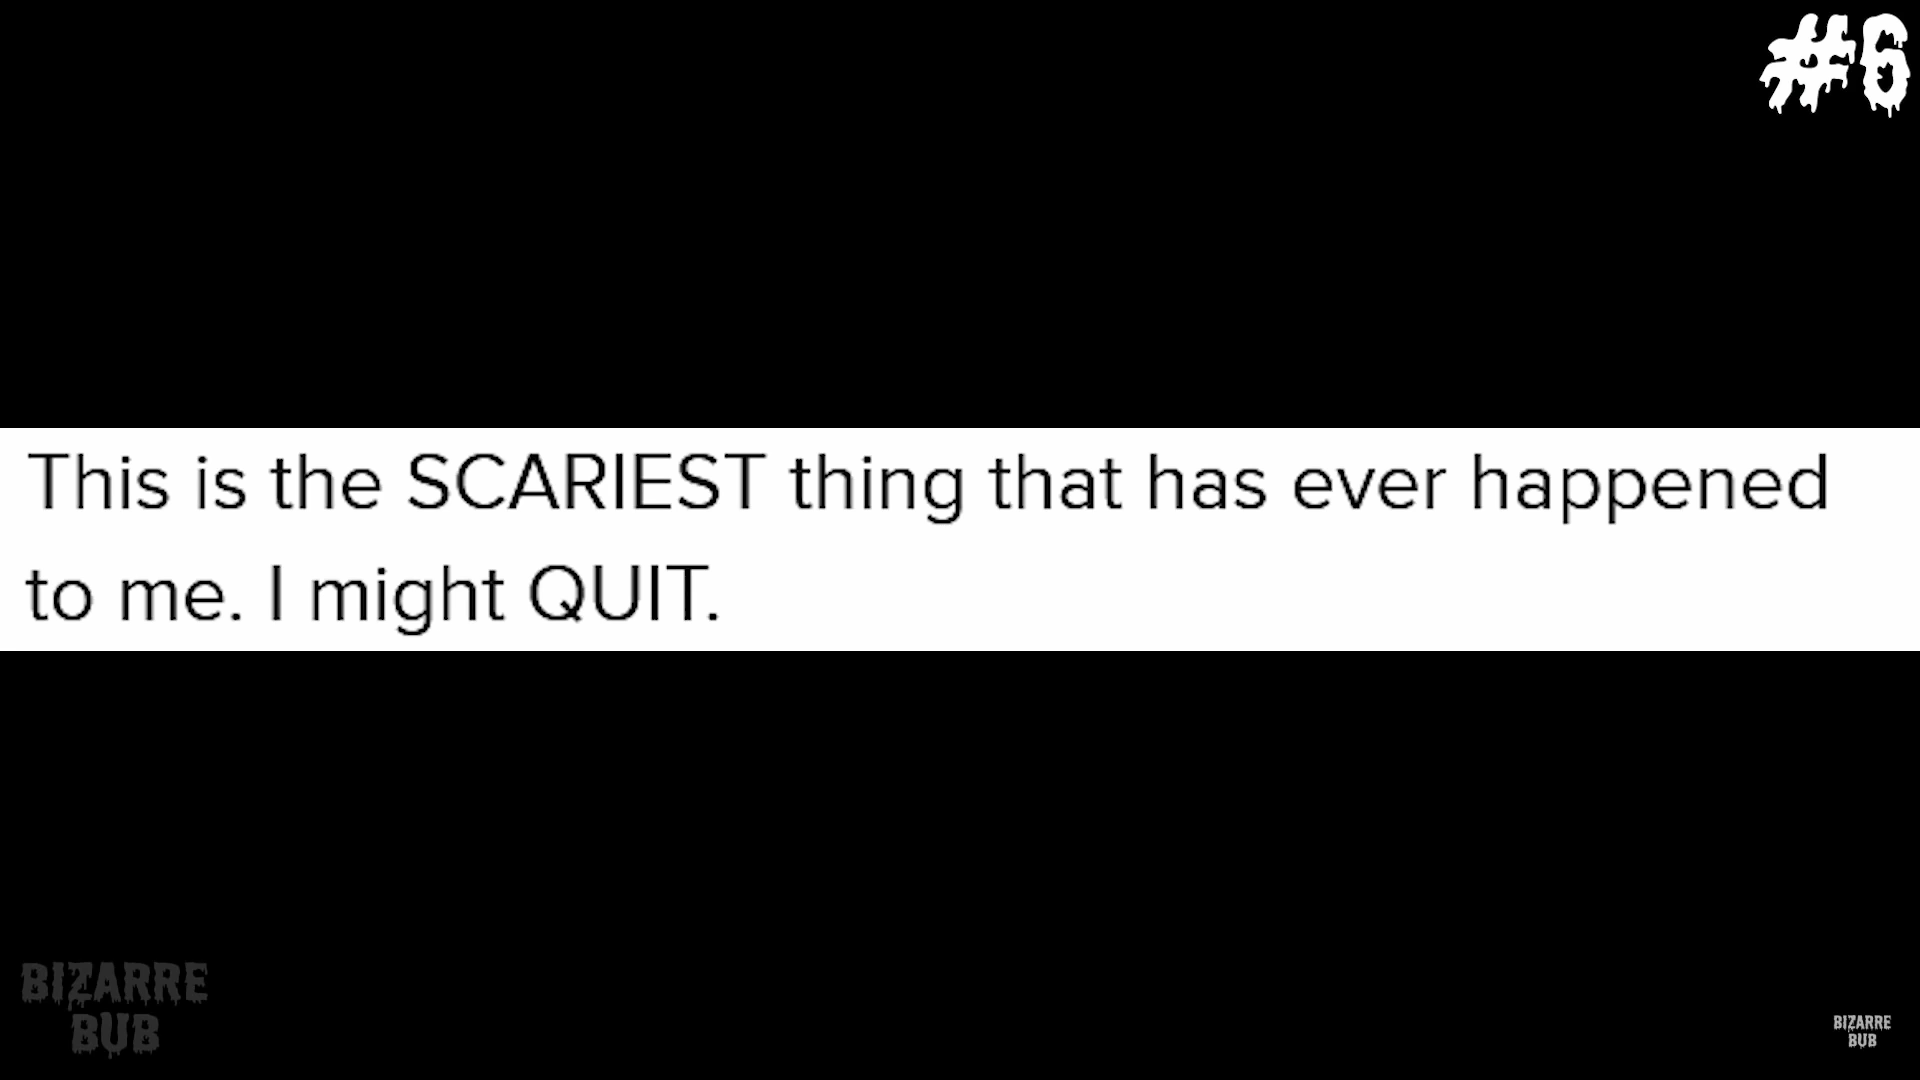 #6
This is the SCARIEST thing that has ever happened
to me. I might QUIT.
BIZARRE
BUB
BIZARRE
BUB